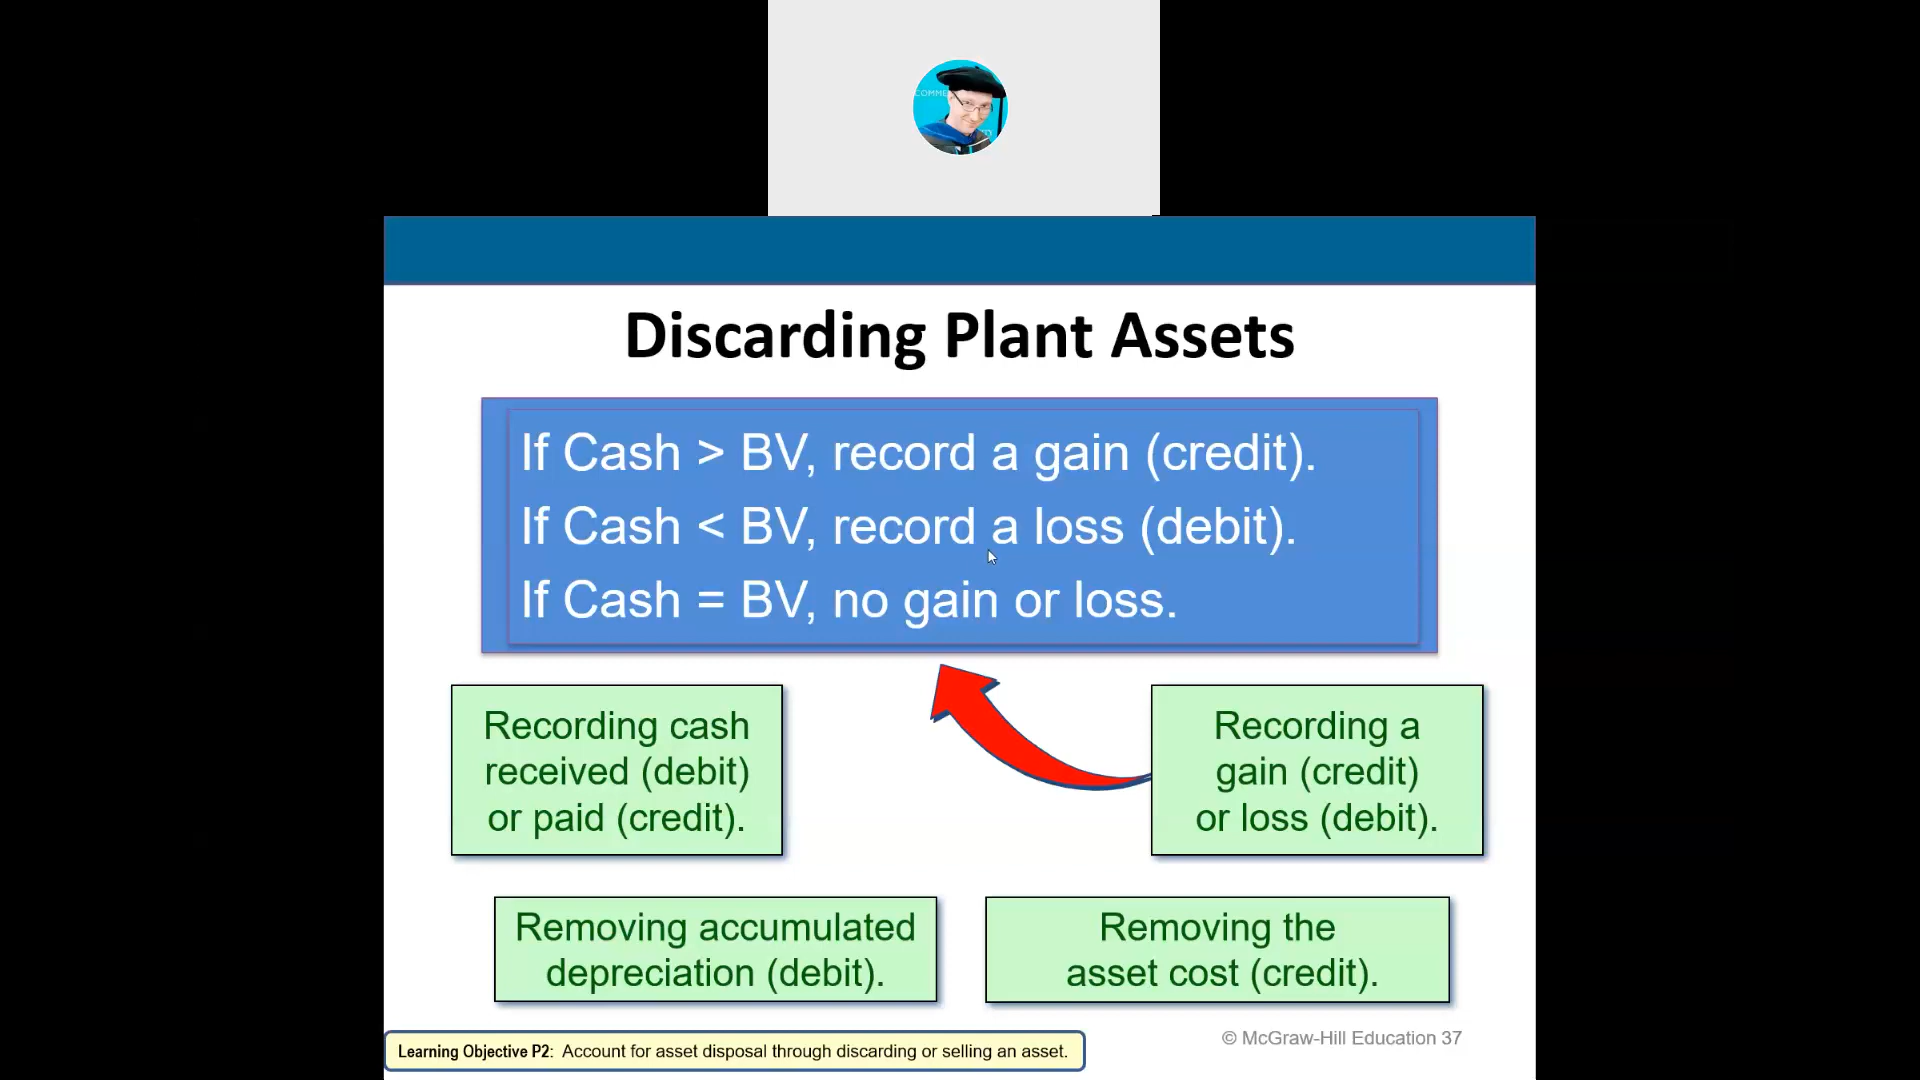 COMME
Discarding Plant Assets
If Cash > BV, record a gain (credit).
If Cash < BV, record a loss (debit).
If Cash = BV, no gain or loss.
Recording cash
received (debit)
or paid (credit).
Recording a
gain (credit)
or loss (debit).
Removing accumulated
depreciation (debit).
Removing the
asset cost (credit).
Learning Objective P2: Account for asset disposal through discarding or selling an asset.
© McGraw-Hill Education 37